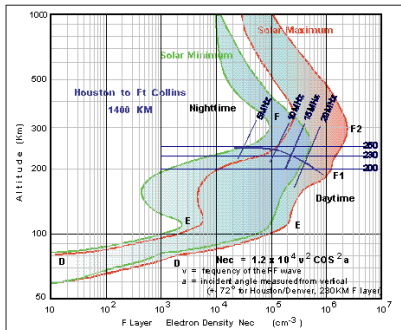 Solar Maximum
Solar Minimum
Houston to Ft Collins
1400 KM
Nighttime
5MHz
10MHz
15MHz
20MHz
F
F2
F1
Daytime
E
E
D
D
250
230
200
Nec = 1.2 x 10⁻⁴ v² COS² a
v = frequency of the RF wave
a = incident angle measured from vertical
(+- 72° for Houston/Denver, 230KM F layer)
Altitude (Km)
1000
500
300
200
100
50
10
10²
10³
10⁴
10⁵
10⁶
10⁷
F Layer Electron Density Nec (cm⁻³)